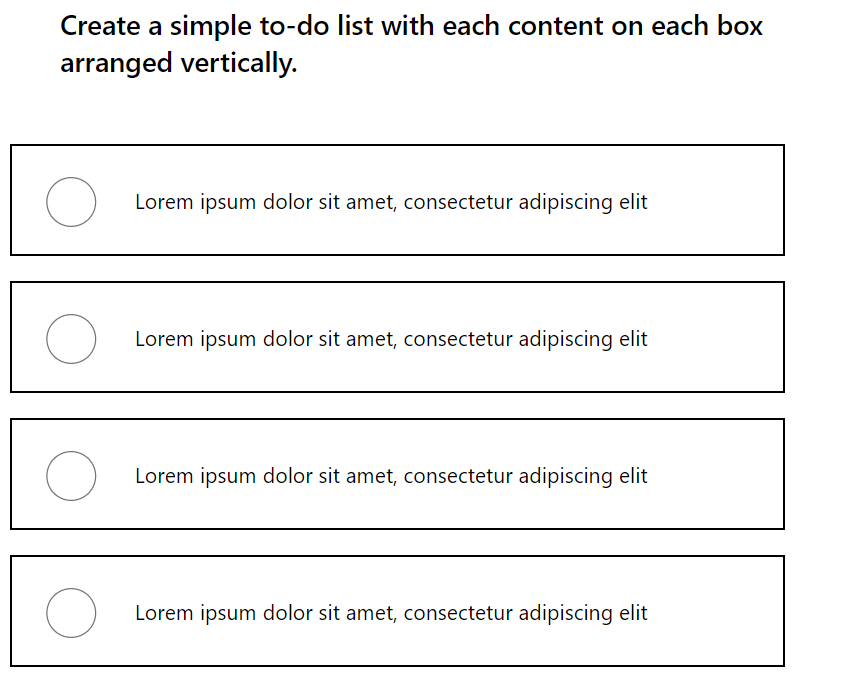 Create a simple to-do list with each content on each box
arranged vertically.
Lorem ipsum dolor sit amet, consectetur adipiscing elit
Lorem ipsum dolor sit amet, consectetur adipiscing elit
Lorem ipsum dolor sit amet, consectetur adipiscing elit
Lorem ipsum dolor sit amet, consectetur adipiscing elit